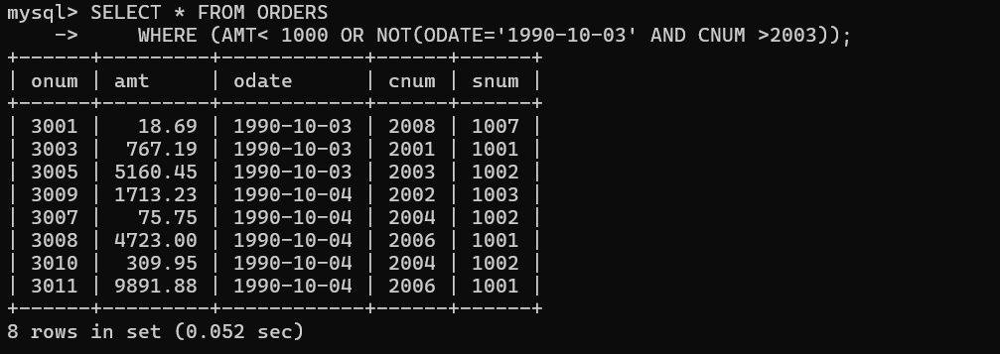 mysql> SELECT * FROM ORDERS
    ->     WHERE (AMT< 1000 OR NOT(ODATE='1990-10-03' AND CNUM >2003));
+------+---------+------------+------+------+
| onum | amt     | odate      | cnum | snum |
+------+---------+------------+------+------+
| 3001 |   18.69 | 1990-10-03 | 2008 | 1007 |
| 3003 |  767.19 | 1990-10-03 | 2001 | 1001 |
| 3005 | 5160.45 | 1990-10-03 | 2003 | 1002 |
| 3009 | 1713.23 | 1990-10-04 | 2002 | 1003 |
| 3007 |   75.75 | 1990-10-04 | 2004 | 1002 |
| 3008 | 4723.00 | 1990-10-04 | 2006 | 1001 |
| 3010 |  309.95 | 1990-10-04 | 2004 | 1002 |
| 3011 | 9891.88 | 1990-10-04 | 2006 | 1001 |
+------+---------+------------+------+------+
8 rows in set (0.052 sec)